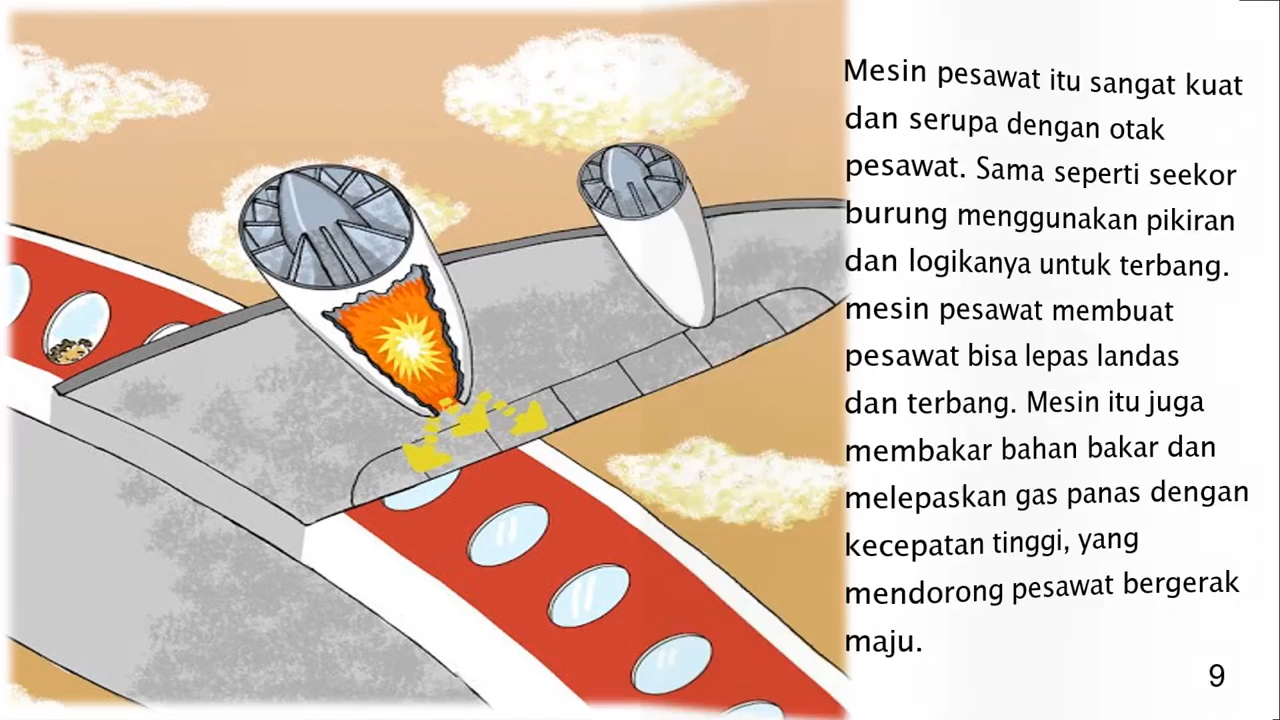 Mesin pesawat itu sangat kuat
dan serupa dengan otak
pesawat. Sama seperti seekor
burung menggunakan pikiran
dan logikanya untuk terbang.
mesin pesawat membuat
pesawat bisa lepas landas
dan terbang. Mesin itu juga
membakar bahan bakar dan
melepaskan gas panas dengan
kecepatan tinggi, yang
mendorong pesawat bergerak
maju.
9